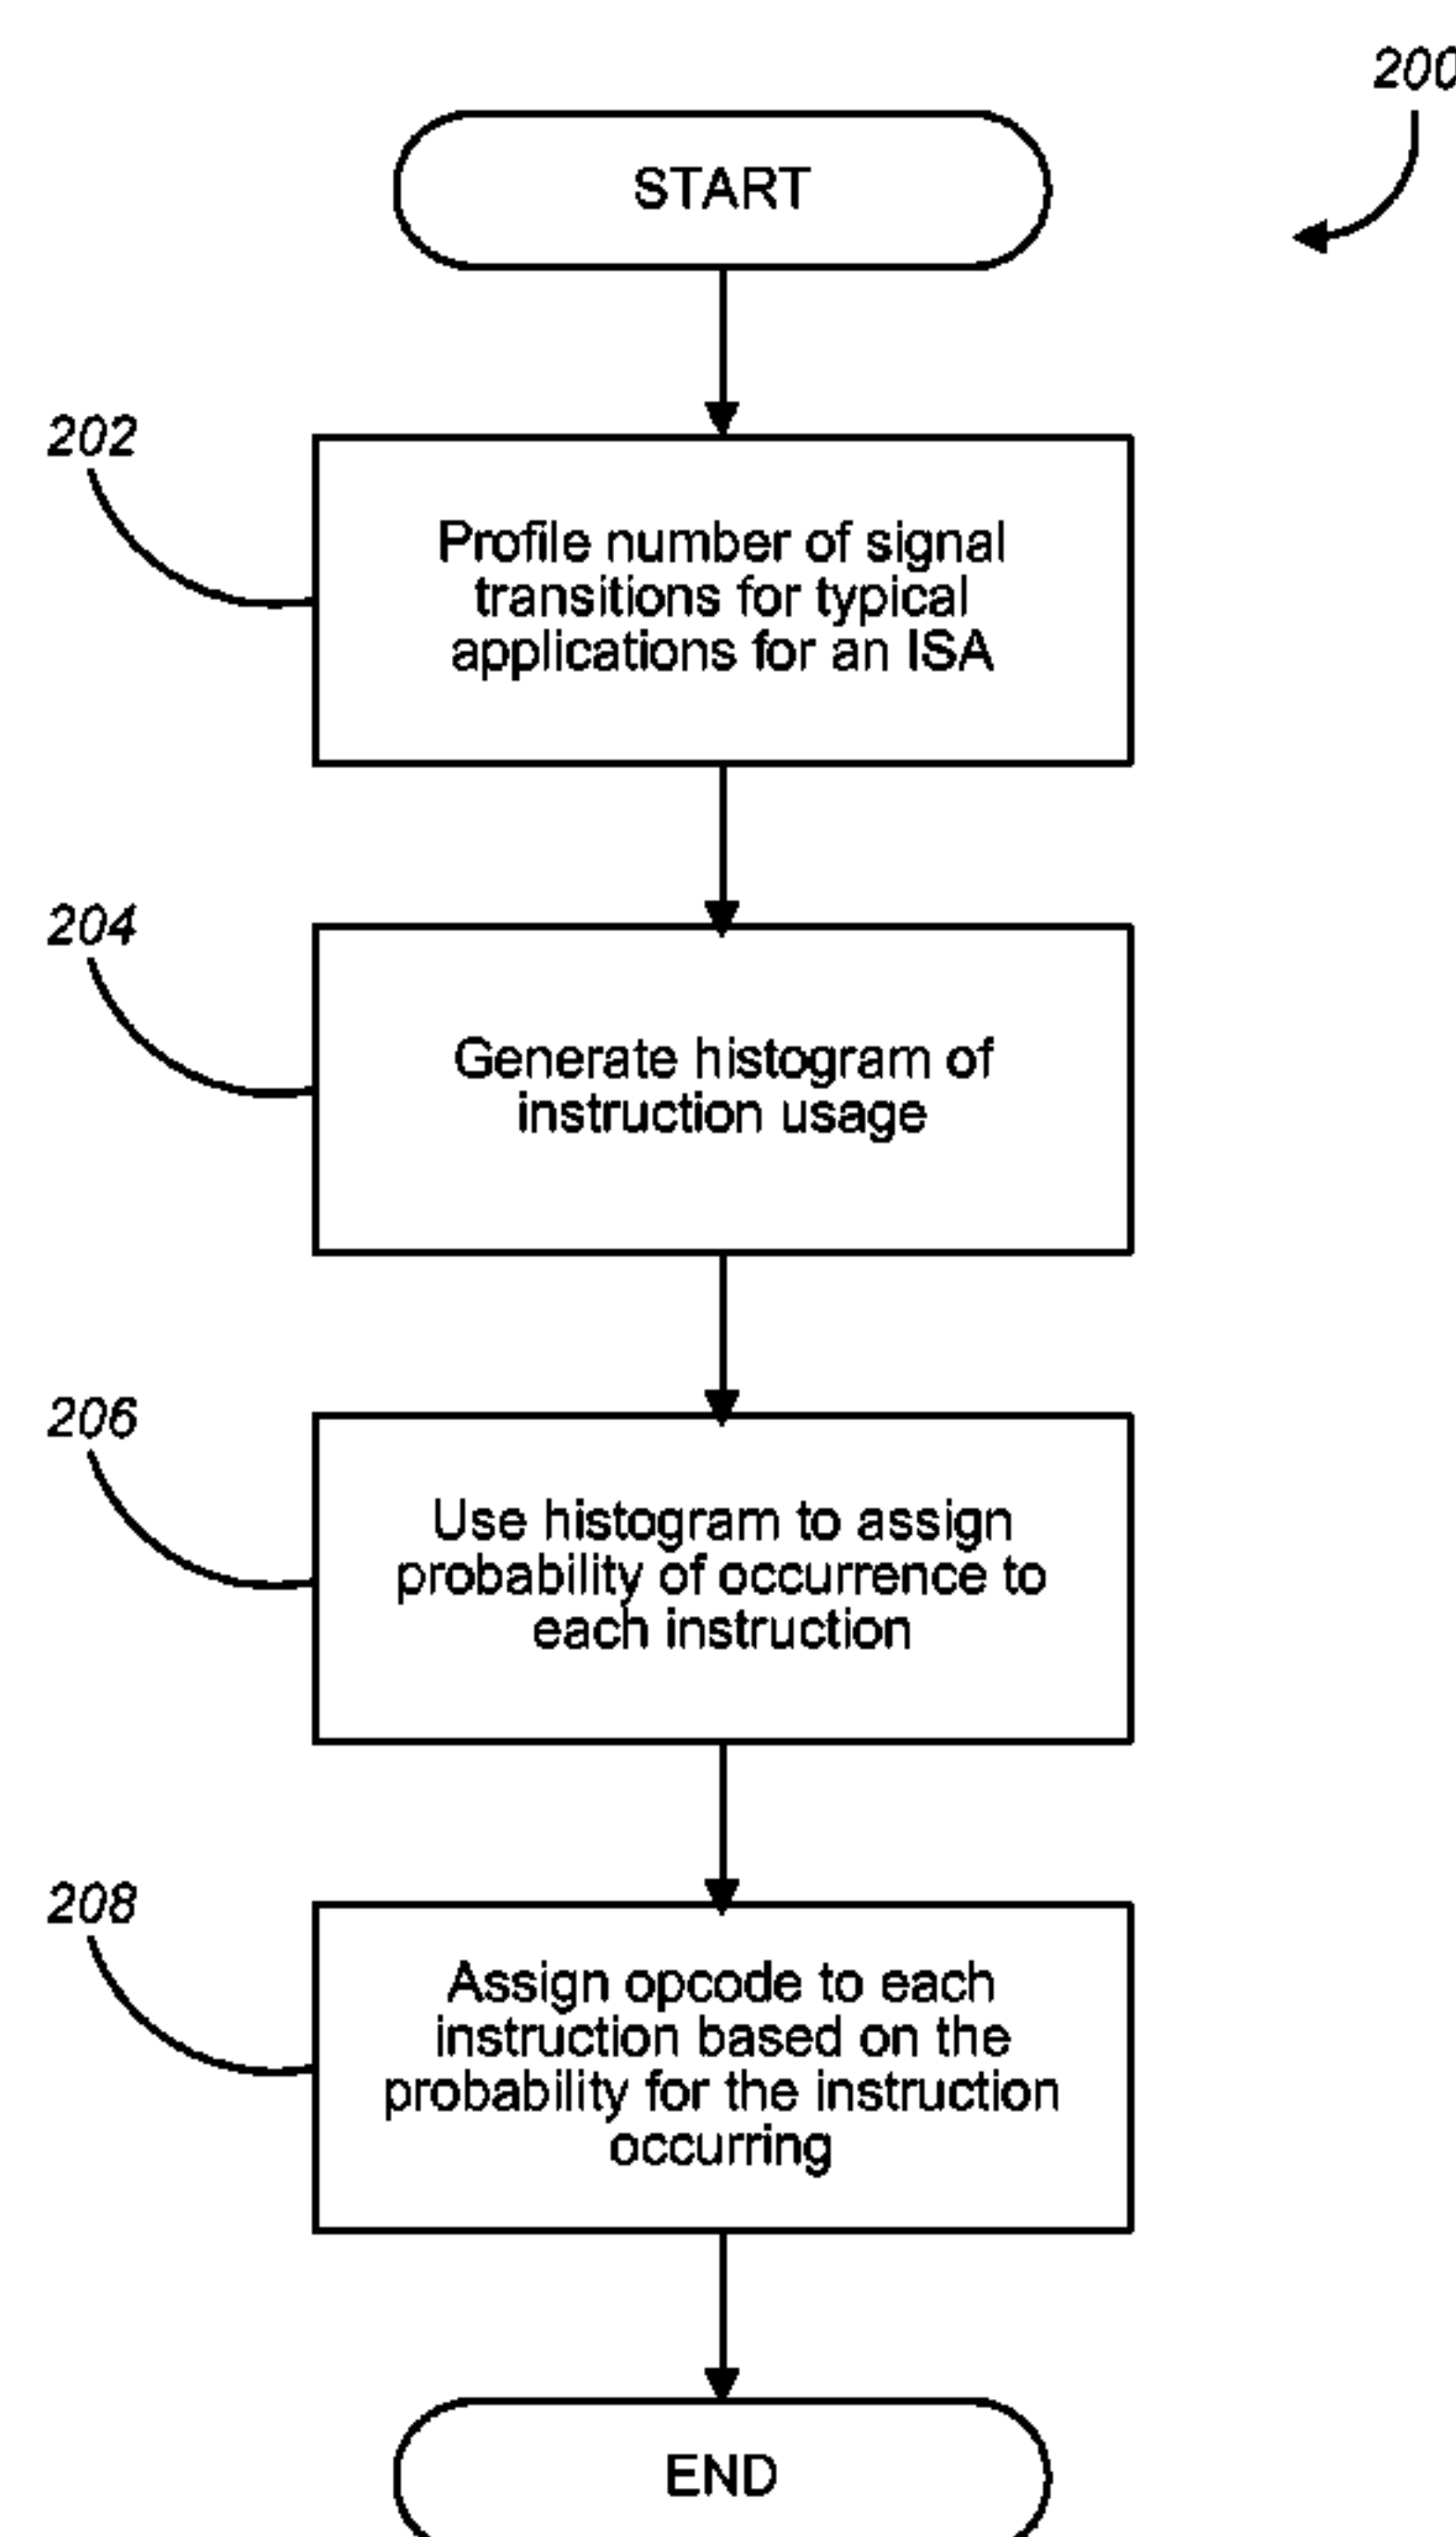 200
START
202
Profile number of signal
transitions for typical
applications for an ISA
204
Generate histogram of
instruction usage
206
Use histogram to assign
probability of occurrence to
each instruction
208
Assign opcode to each
instruction based on the
probability for the instruction
occurring
END